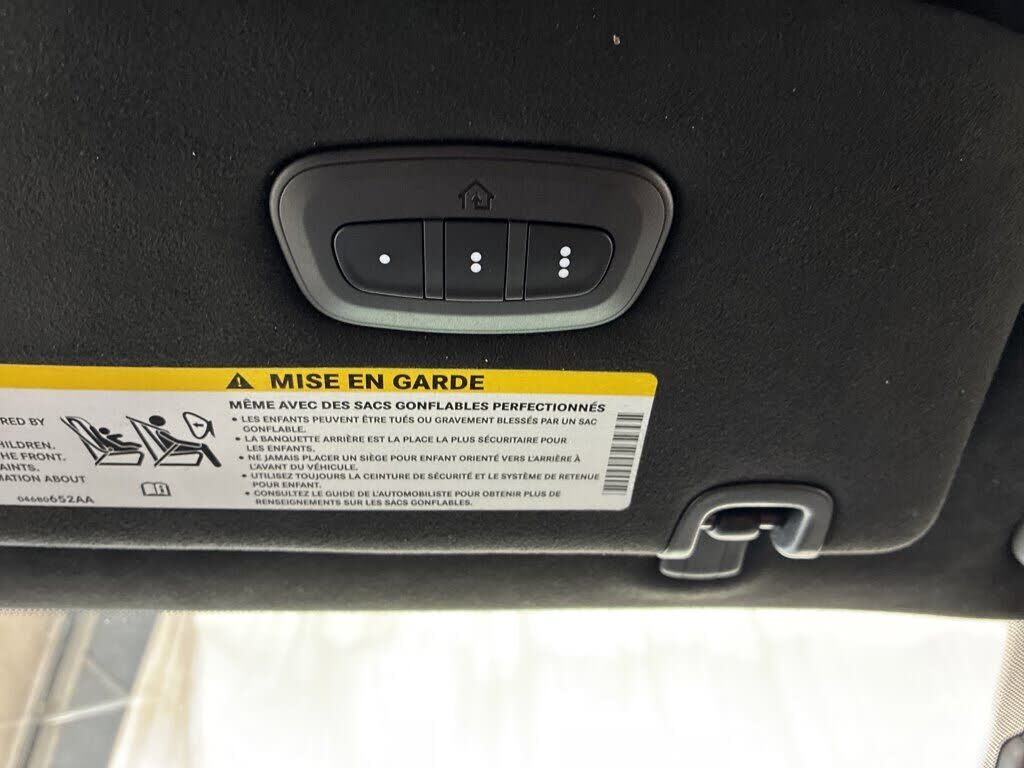 MISE EN GARDE
MÊME AVEC DES SACS GONFLABLES PERFECTIONNÉS
• LES ENFANTS PEUVENT ÊTRE TUÉS OU GRAVEMENT BLESSÉS PAR UN SAC
GONFLABLE.
• LA BANQUETTE ARRIÈRE EST LA PLACE LA PLUS SÉCURITAIRE POUR
LES ENFANTS.
• NE JAMAIS PLACER UN SIÈGE POUR ENFANT ORIENTÉ VERS L'ARRIÈRE À
L'AVANT DU VÉHICULE.
• UTILISEZ TOUJOURS LA CEINTURE DE SÉCURITÉ ET LE SYSTÈME DE RETENUE
POUR ENFANT.
• CONSULTEZ LE GUIDE DE L'AUTOMOBILISTE POUR OBTENIR PLUS DE
RENSEIGNEMENTS SUR LES SACS GONFLABLES.
RED BY
HILDREN.
HE FRONT.
AINTS.
MATION ABOUT
04680652AA